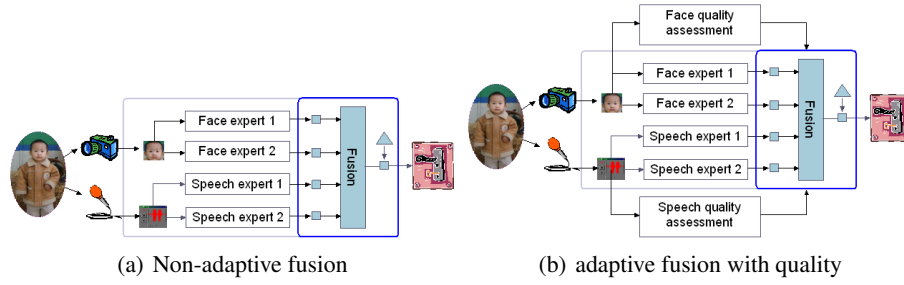 Face expert 1
Face expert 2
Speech expert 1
Speech expert 2
Fusion
(a) Non-adaptive fusion
Face quality
assessment
Face expert 1
Face expert 2
Speech expert 1
Speech expert 2
Fusion
Speech quality
assessment
(b) adaptive fusion with quality